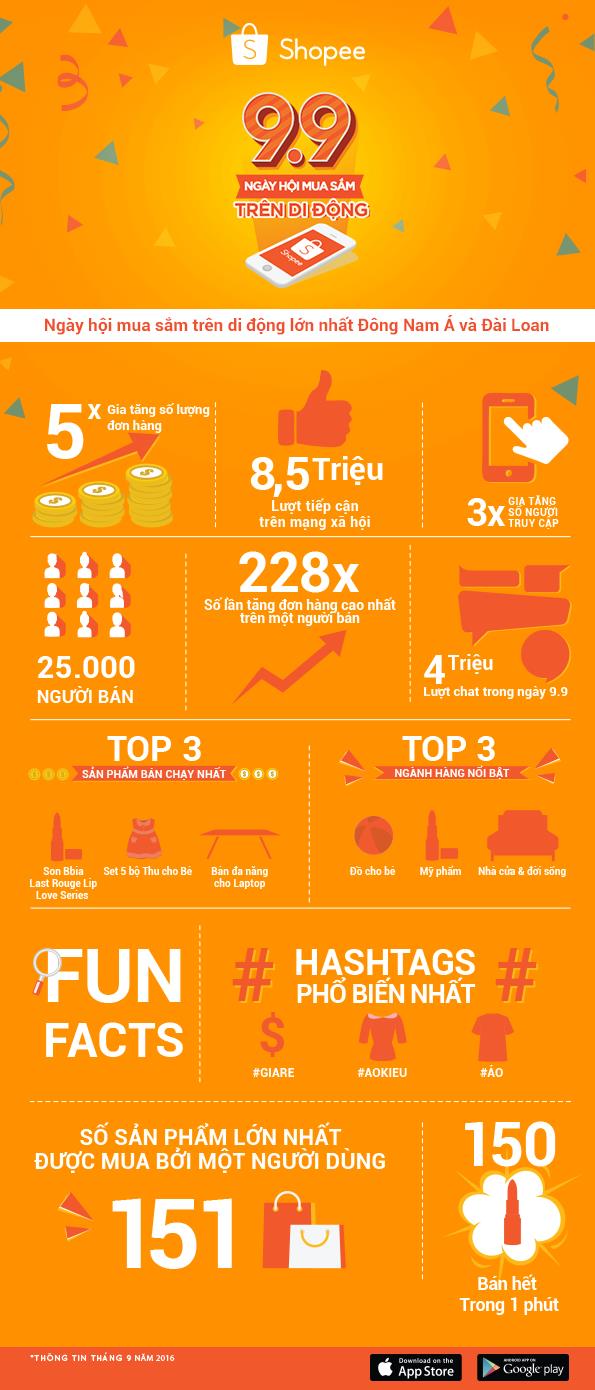 Shopee
9.9
NGÀY HỘI MUA SẮM
TRÊN DI ĐỘNG
Shopee
Ngày hội mua sắm trên di động lớn nhất Đông Nam Á và Đài Loan
5x Gia tăng số lượng
đơn hàng
8,5 Triệu
Lượt tiếp cận
trên mạng xã hội
3x GIA TĂNG
SỐ NGƯỜI
TRUY CẬP
25.000
NGƯỜI BÁN
228x
Số lần tăng đơn hàng cao nhất
trên một người bán
4 Triệu
Lượt chat trong ngày 9.9
TOP 3
SẢN PHẨM BÁN CHẠY NHẤT
Son Bbia
Last Rouge Lip
Love Series
Set 5 bộ Thu cho Bé
Bán đa năng
cho Laptop
TOP 3
NGÀNH HÀNG NỔI BẬT
Đồ cho bé
Mỹ phẩm
Nhà cửa & đời sống
FUN
FACTS
# HASHTAGS #
PHỔ BIẾN NHẤT
$
#GIARE
#AOKIEU
#ÁO
SỐ SẢN PHẨM LỚN NHẤT
ĐƯỢC MUA BỞI MỘT NGƯỜI DÙNG
151
150
Bán hết
Trong 1 phút
*THÔNG TIN THÁNG 9 NĂM 2016
Download on the
App Store
ANDROID APP ON
Google play